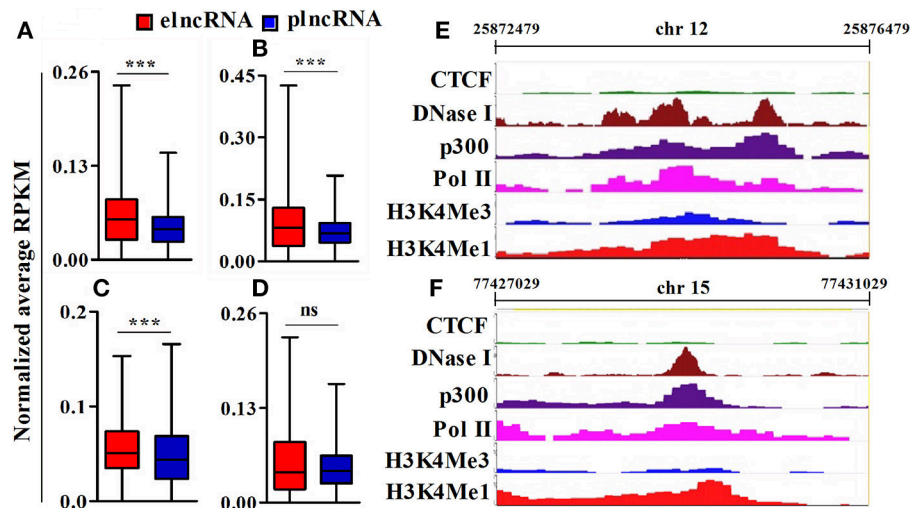 elncRNA plncRNA
Normalized average RPKM
A
***
0.26
0.13
0.00
B
***
0.45
0.30
0.15
0.00
C
***
0.2
0.1
0.0
D
ns
0.26
0.13
0.00
E
25872479 chr 12 25876479
CTCF
DNase I
p300
Pol II
H3K4Me3
H3K4Me1
F
77427029 chr 15 77431029
CTCF
DNase I
p300
Pol II
H3K4Me3
H3K4Me1